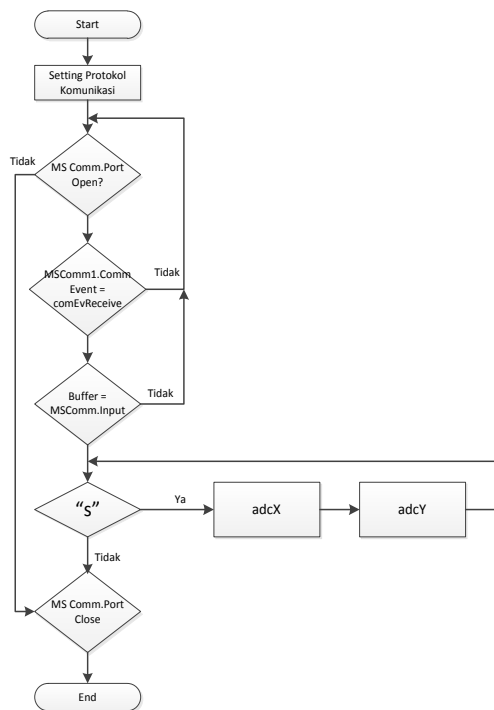 Start
Setting Protokol
Komunikasi
Tidak
MS Comm.Port
Open?
MSComm1.Comm
Event =
comEvReceive
Tidak
Buffer =
MSComm.Input
Tidak
“s”
Ya
adcX
adcY
Tidak
MS Comm.Port
Close
End